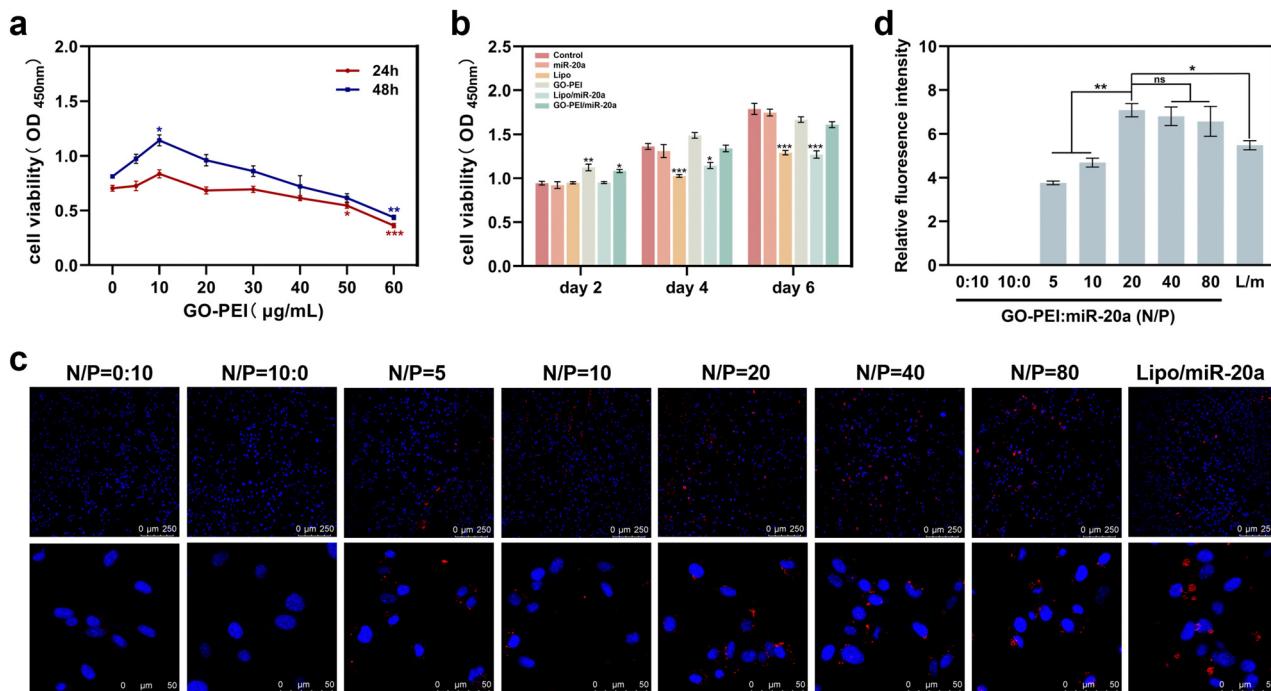 a
cell viability ( OD 450nm)
2.0
1.5
1.0
0.5
0.0
24h
48h
*
*
**
***
0 10 20 30 40 50 60
GO-PEI( μg/mL)
b
cell viability ( OD 450nm)
2.5
2.0
1.5
1.0
0.5
0.0
Control
miR-20a
Lipo
GO-PEI
Lipo/miR-20a
GO-PEI/miR-20a
** * *** * *** ***
day 2 day 4 day 6
d
Relative fluorescence intensity
10
8
6
4
2
0
*
ns
**
0:10 10:0 5 10 20 40 80 L/m
GO-PEI:miR-20a (N/P)
c
N/P=0:10 N/P=10:0 N/P=5 N/P=10 N/P=20 N/P=40 N/P=80 Lipo/miR-20a
0 μm 250 0 μm 250 0 μm 250 0 μm 250 0 μm 250 0 μm 250 0 μm 250 0 μm 250
0 μm 50 0 μm 50 0 μm 50 0 μm 50 0 μm 50 0 μm 50 0 μm 50 0 μm 50